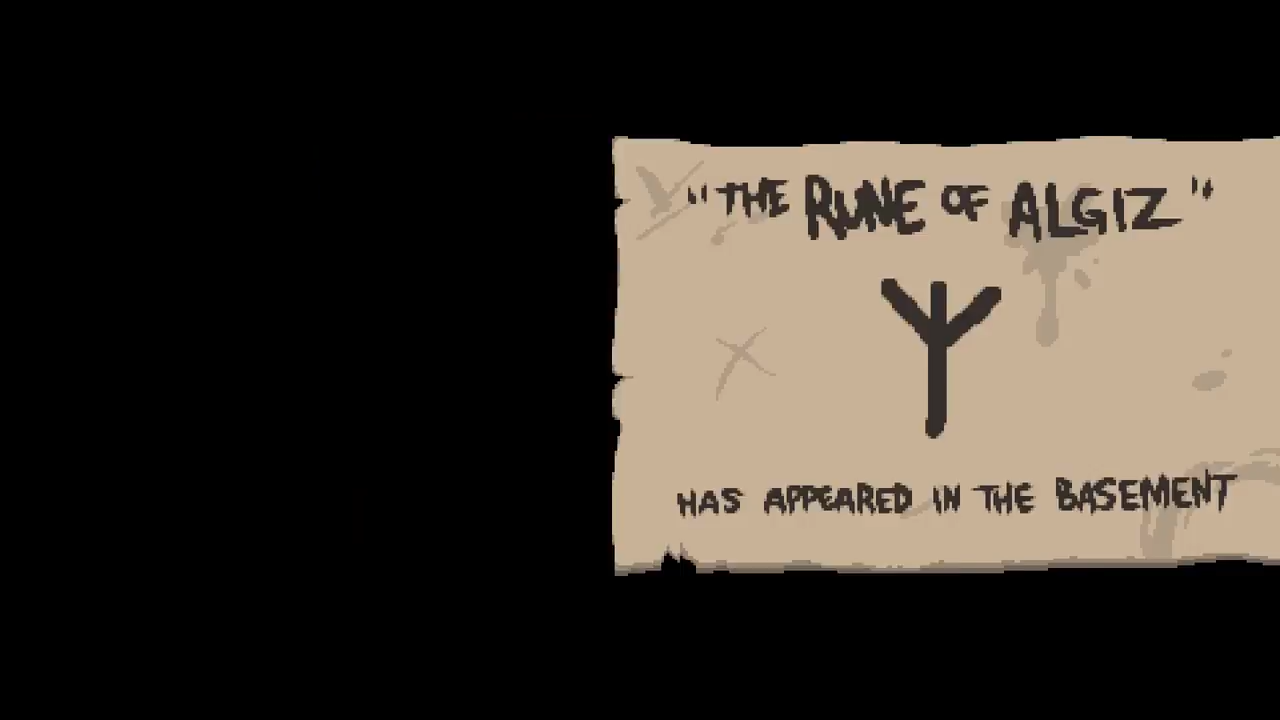 "THE RUNE OF ALGIZ"
ᛉ
HAS APPEARED IN THE BASEMENT